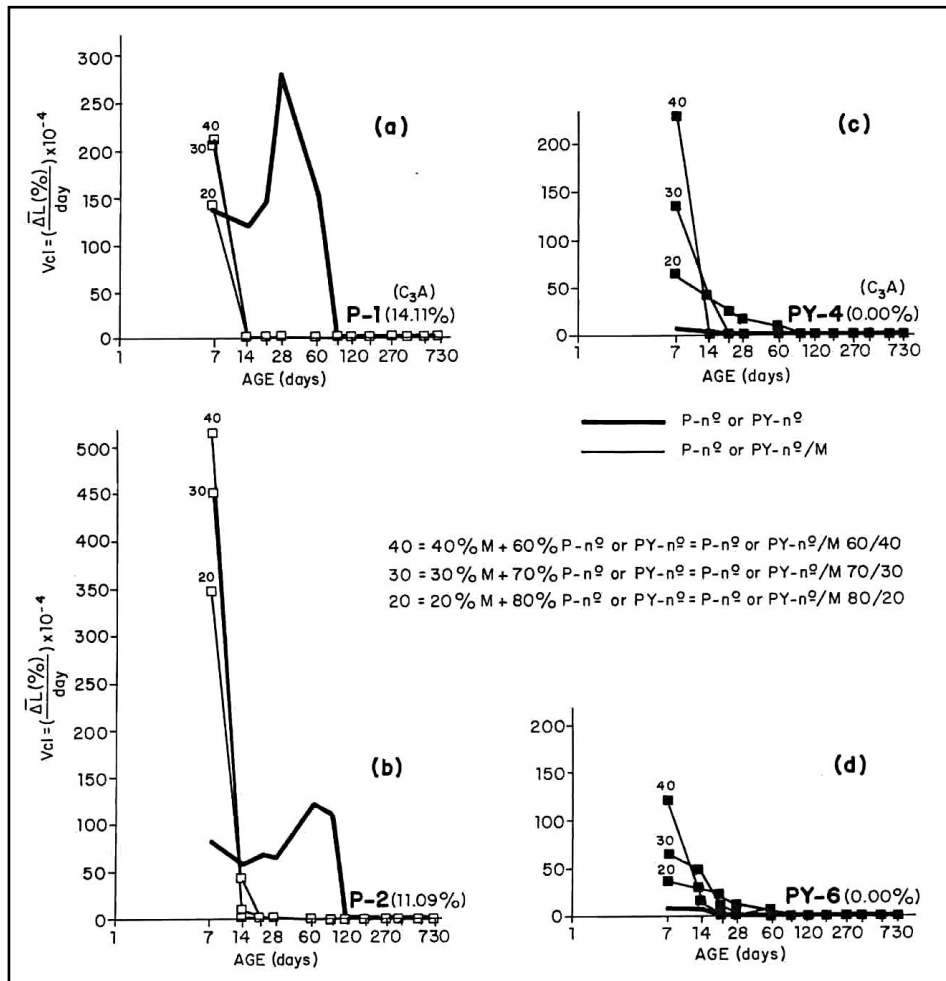 300
250
200
150
100
50
0
Vcl=(ΔL̅(%)/day)x10⁻⁴
40
30
20
(a)
(C₃A)
P-1(14.11%)
1 7 14 28 60 120 270 730
AGE (days)
200
150
100
50
0
40
30
20
(c)
(C₃A)
PY-4(0.00%)
1 7 14 28 60 120 270 730
AGE (days)
P-nº or PY-nº
P-nº or PY-nº/M
40 = 40% M + 60% P-nº or PY-nº = P-nº or PY-nº/M 60/40
30 = 30% M + 70% P-nº or PY-nº = P-nº or PY-nº/M 70/30
20 = 20% M + 80% P-nº or PY-nº = P-nº or PY-nº/M 80/20
500
450
400
350
300
250
200
150
100
50
0
Vcl=(ΔL̅(%)/day)x10⁻⁴
40
30
20
(b)
P-2(11.09%)
1 7 14 28 60 120 270 730
AGE (days)
200
150
100
50
0
40
30
20
(d)
PY-6(0.00%)
1 7 14 28 60 120 270 730
AGE (days)